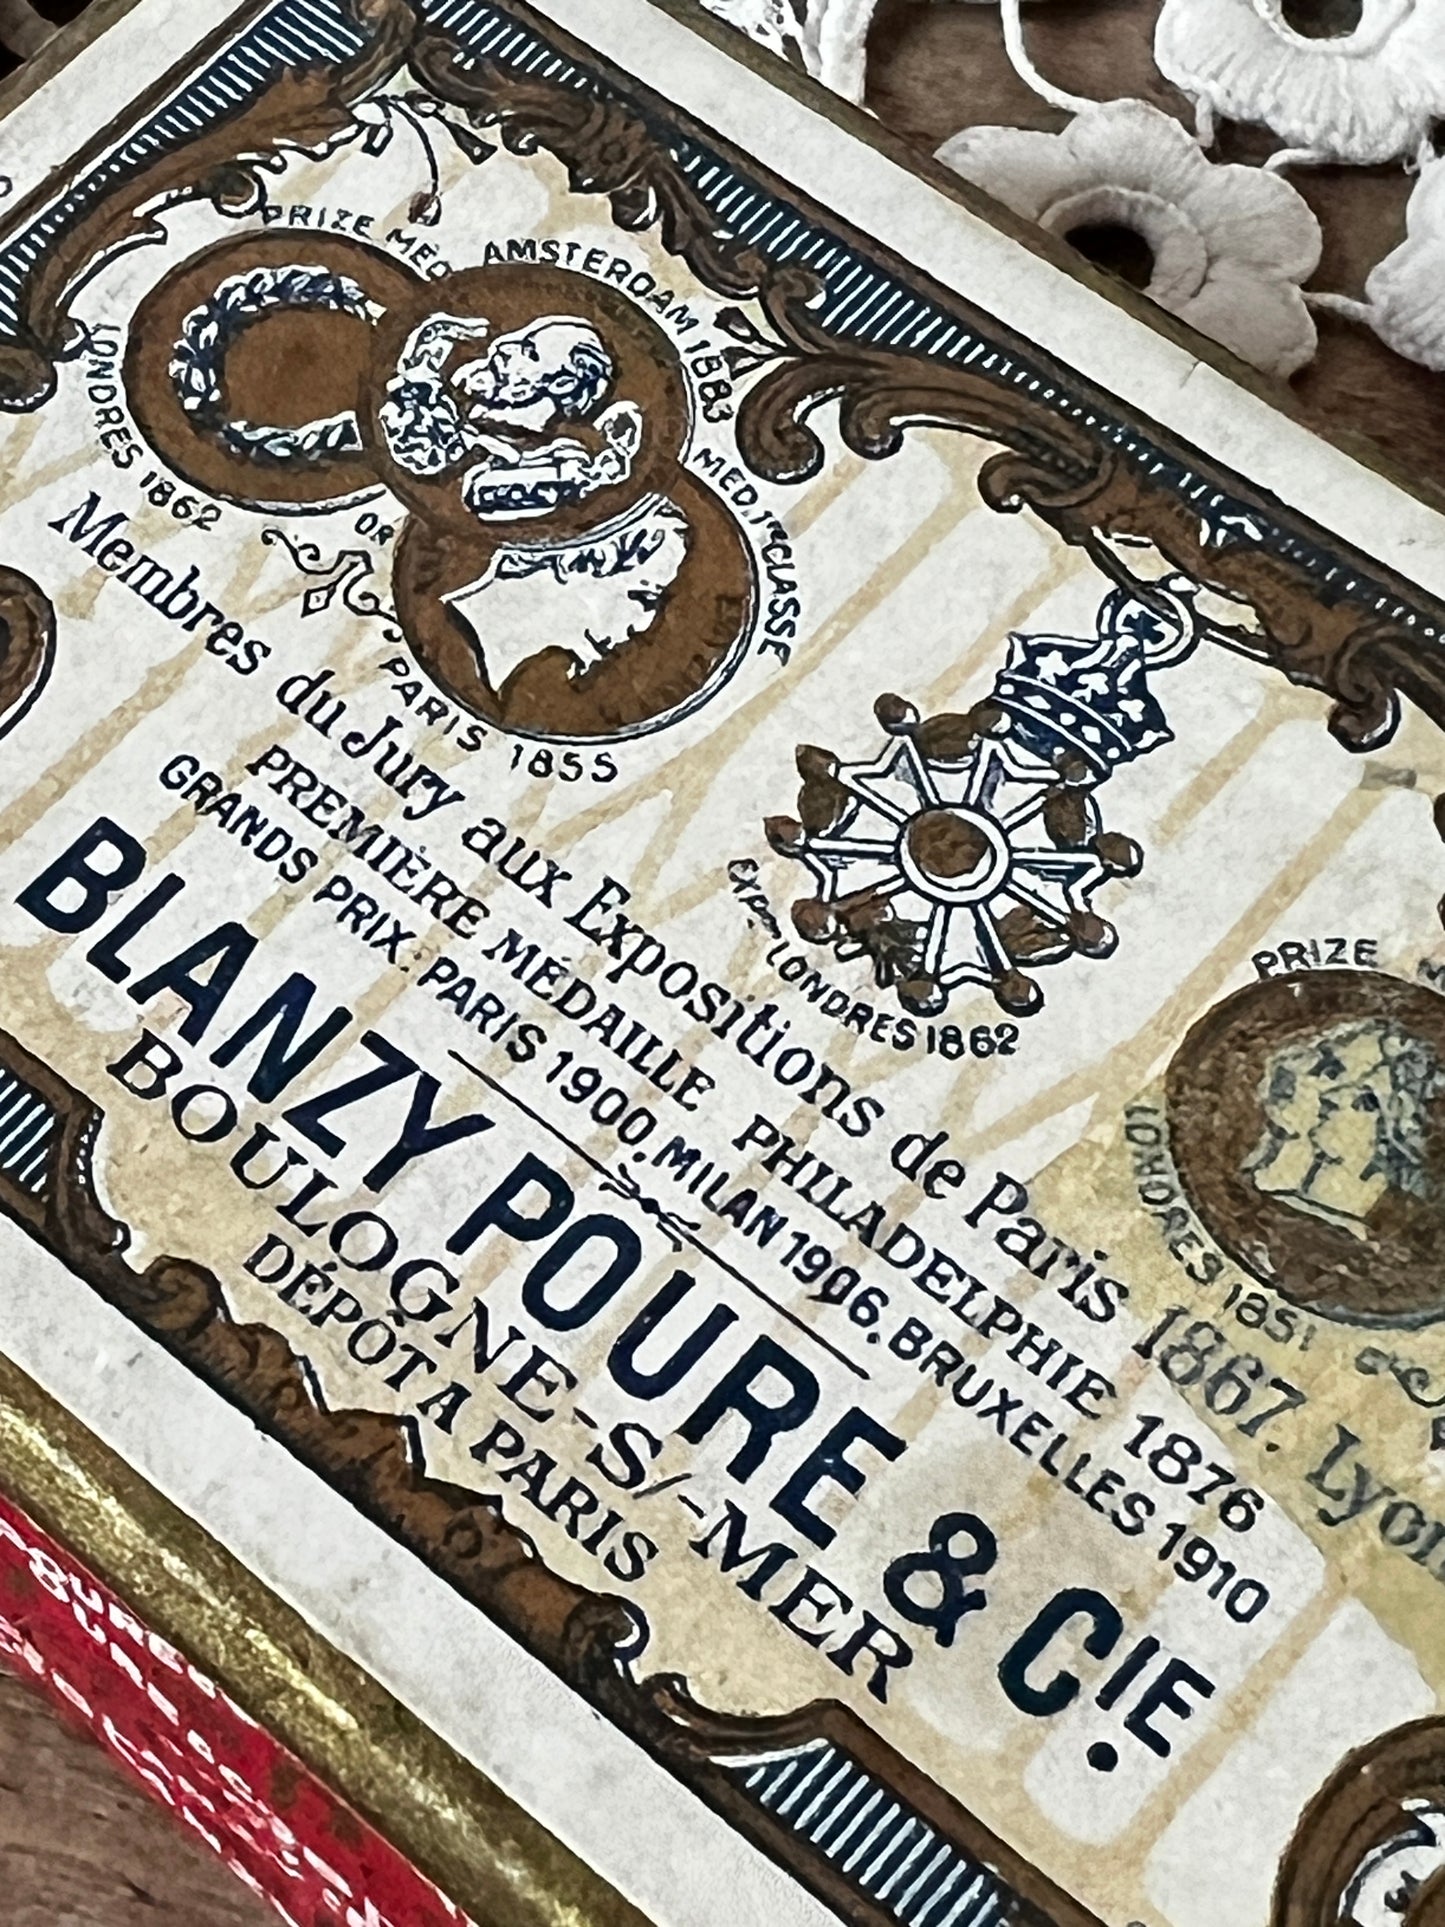 PRIZE MED
AMSTERDAM 1883
LONDRES 1862
OR
MED. 1re CLASSE
PARIS 1855
EXPon LONDRES 1862
PRIZE
LONDRES 1851
Membres du Jury aux Expositions de Paris 1867. Lyon
PREMIÈRE MÉDAILLE PHILADELPHIE 1876
GRANDS PRIX: PARIS 1900, MILAN 1906, BRUXELLES 1910
BLANZY POURE & CIE.
BOULOGNE-S/-MER
DÉPÔT A PARIS